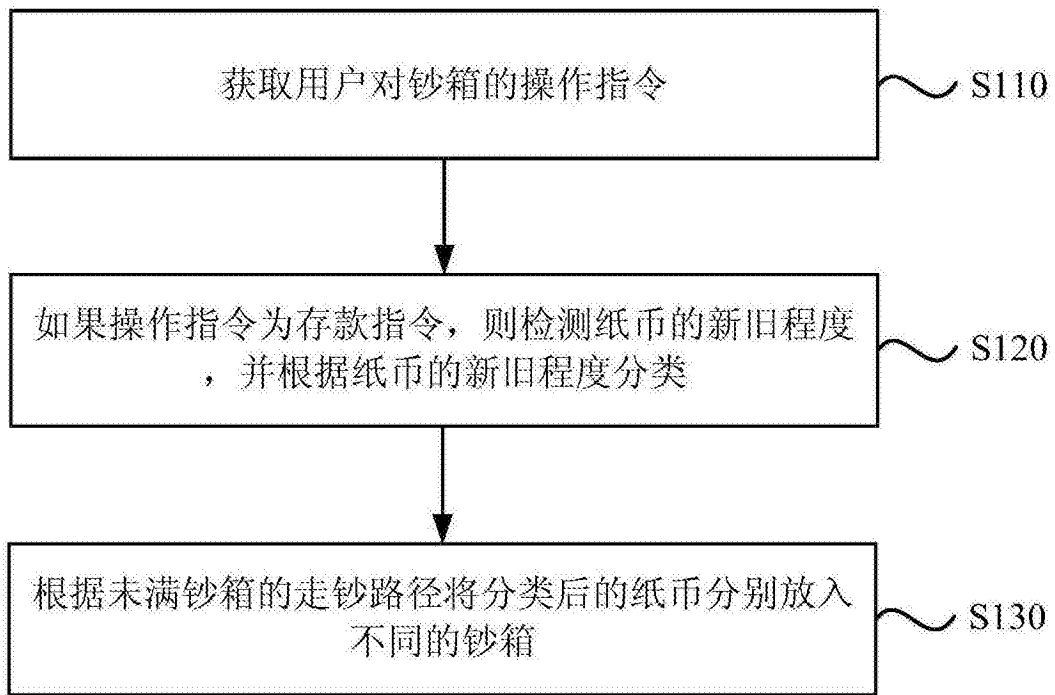 获取用户对钞箱的操作指令
S110
如果操作指令为存款指令，则检测纸币的新旧程度
，并根据纸币的新旧程度分类
S120
根据未满钞箱的走钞路径将分类后的纸币分别放入
不同的钞箱
S130